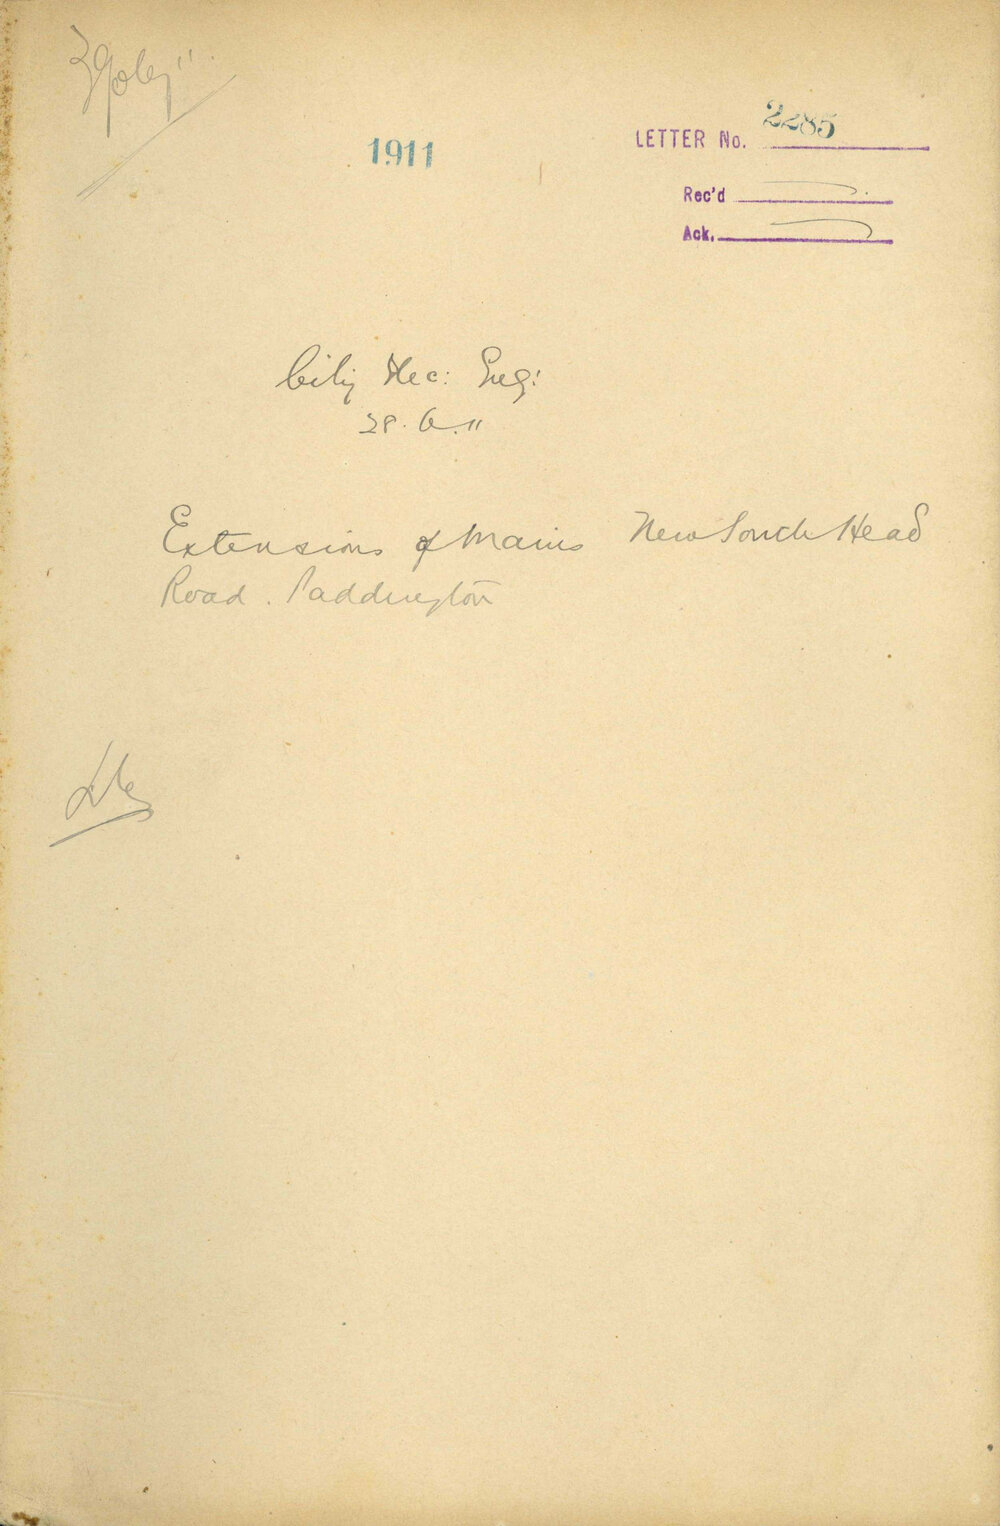 1911
LETTER No. 2285
Rec'd
Ack.
City Elec: Eng:
28.6.11
Extensions of Mains New South Head
Road. Paddington